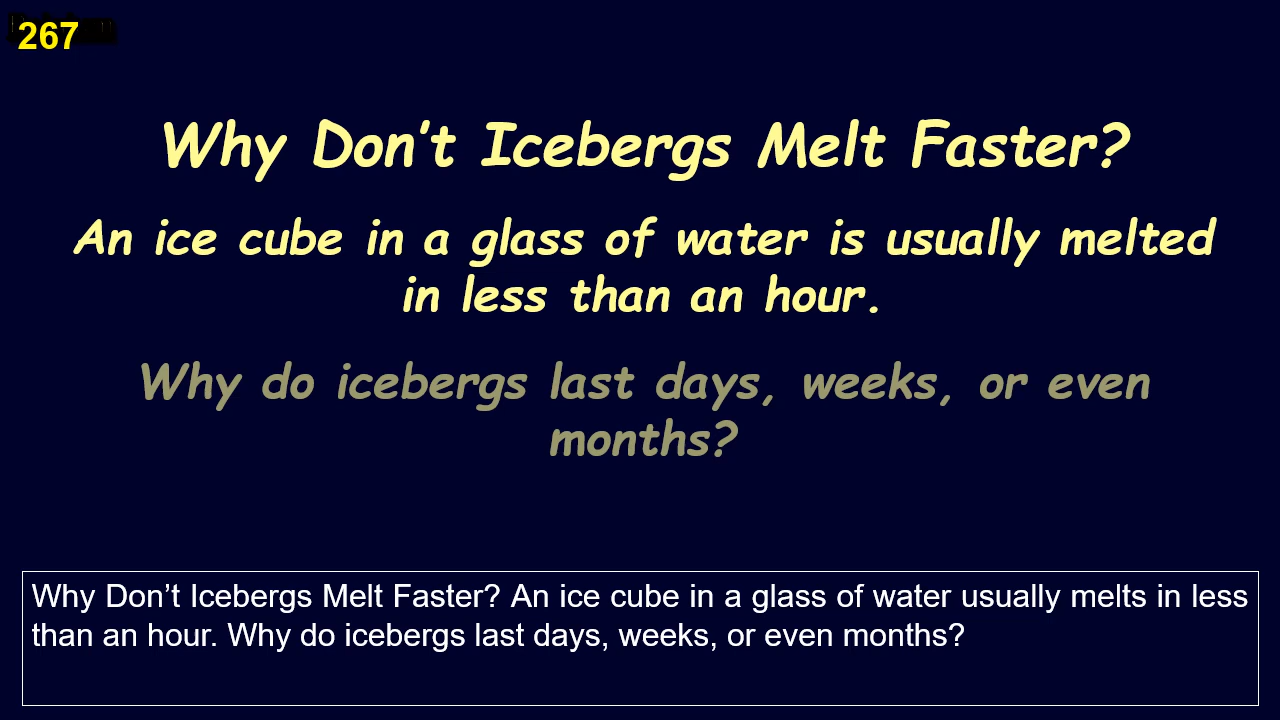 267
Why Don’t Icebergs Melt Faster?
An ice cube in a glass of water is usually melted
in less than an hour.
Why do icebergs last days, weeks, or even
months?
Why Don’t Icebergs Melt Faster? An ice cube in a glass of water usually melts in less
than an hour. Why do icebergs last days, weeks, or even months?